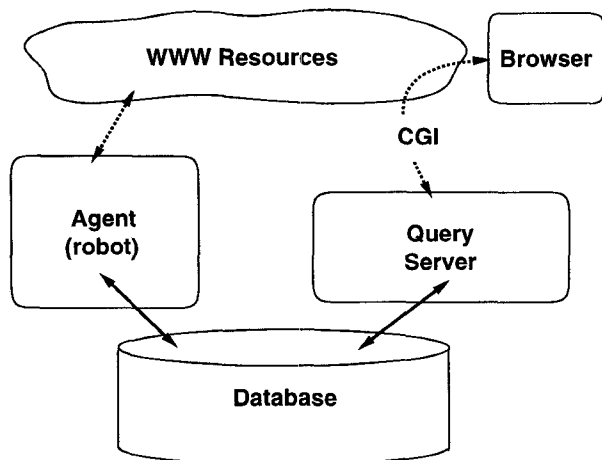 WWW Resources
Browser
CGI
Agent
(robot)
Query
Server
Database